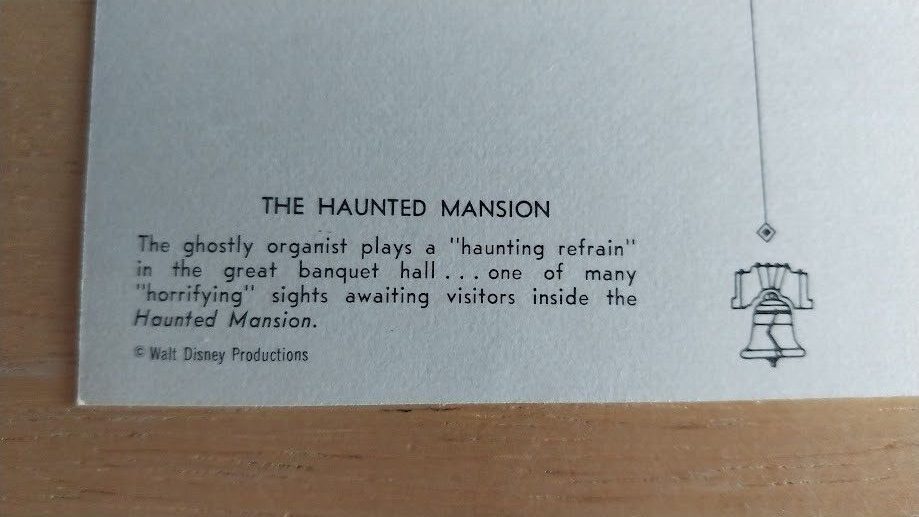 THE HAUNTED MANSION
The ghostly organist plays a "haunting refrain"
in the great banquet hall . . . one of many
"horrifying" sights awaiting visitors inside the
Haunted Mansion.
© Walt Disney Productions